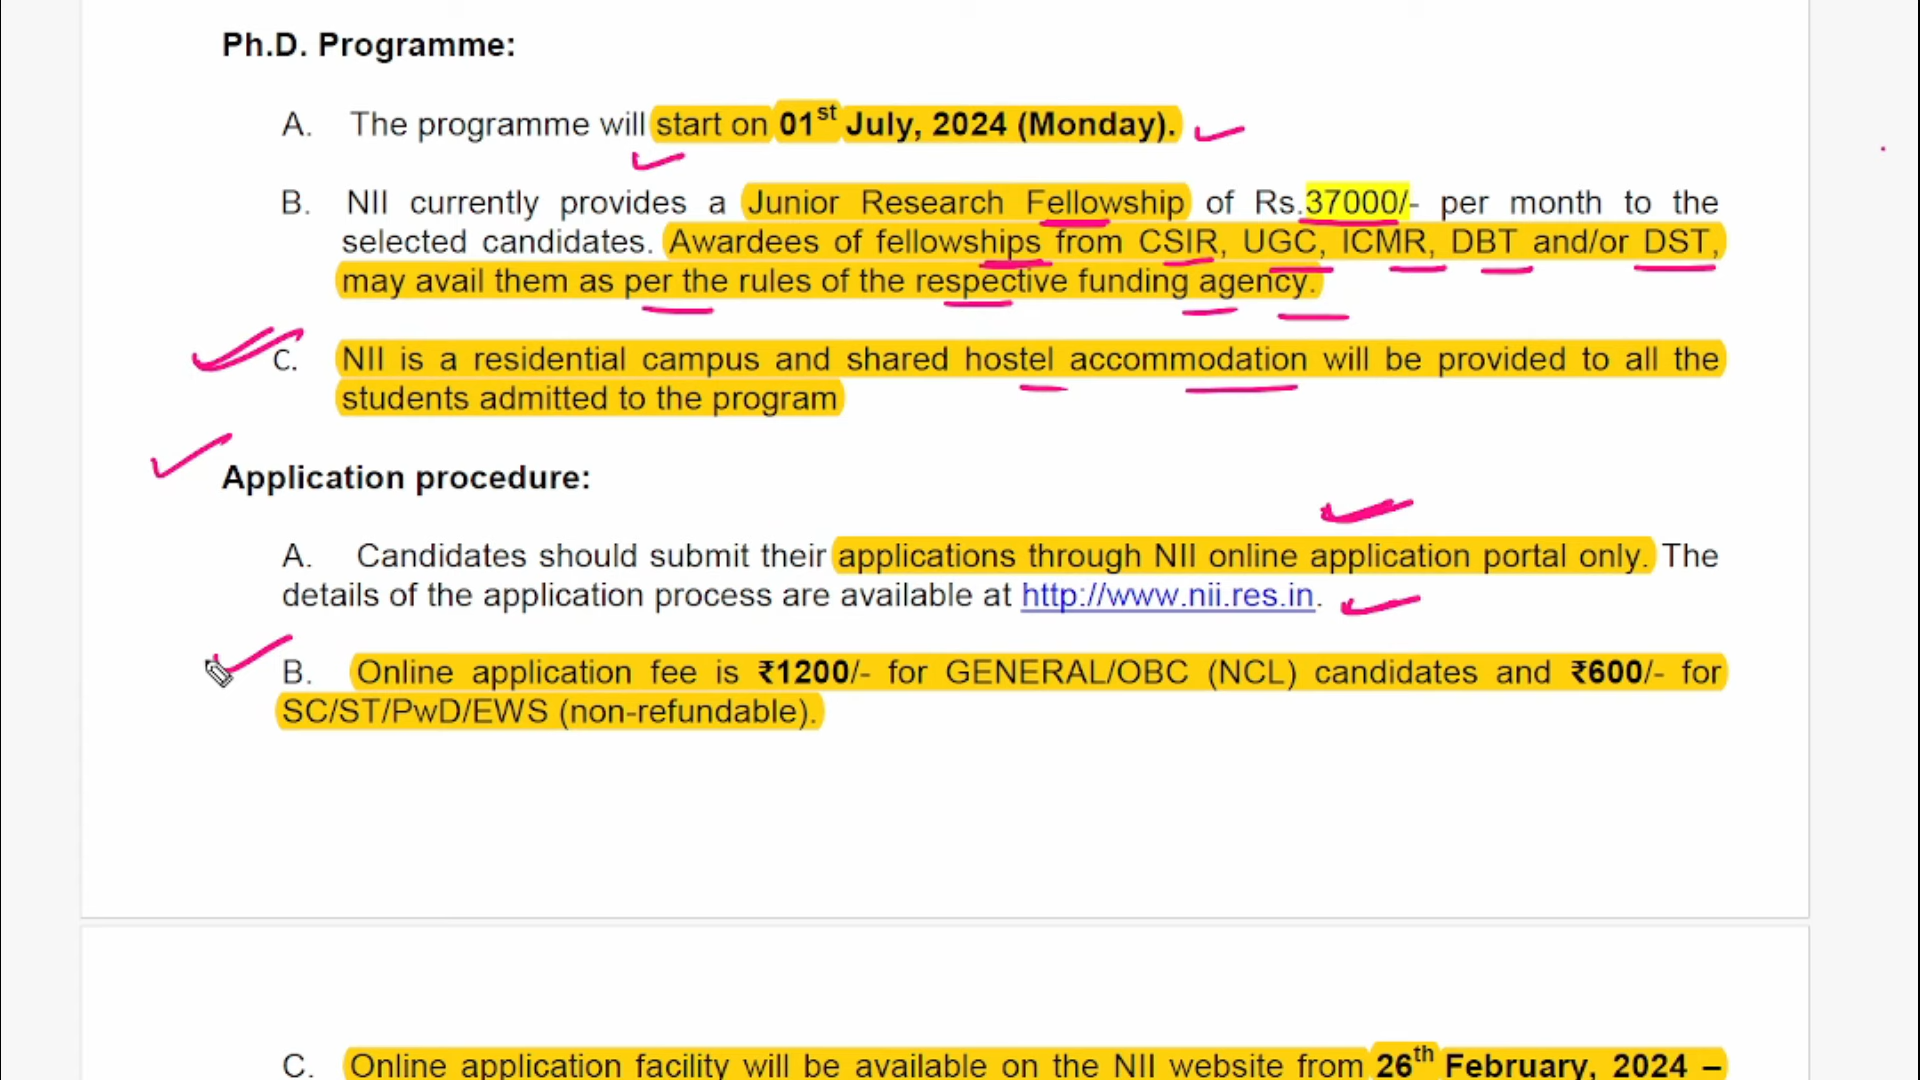 Ph.D. Programme:
A. The programme will start on 01st July, 2024 (Monday).
B. NII currently provides a Junior Research Fellowship of Rs.37000/- per month to the
selected candidates. Awardees of fellowships from CSIR, UGC, ICMR, DBT and/or DST,
may avail them as per the rules of the respective funding agency.
C. NII is a residential campus and shared hostel accommodation will be provided to all the
students admitted to the program
Application procedure:
A. Candidates should submit their applications through NII online application portal only. The
details of the application process are available at http://www.nii.res.in.
B. Online application fee is ₹1200/- for GENERAL/OBC (NCL) candidates and ₹600/- for
SC/ST/PwD/EWS (non-refundable).
C. Online application facility will be available on the NII website from 26th February, 2024 –